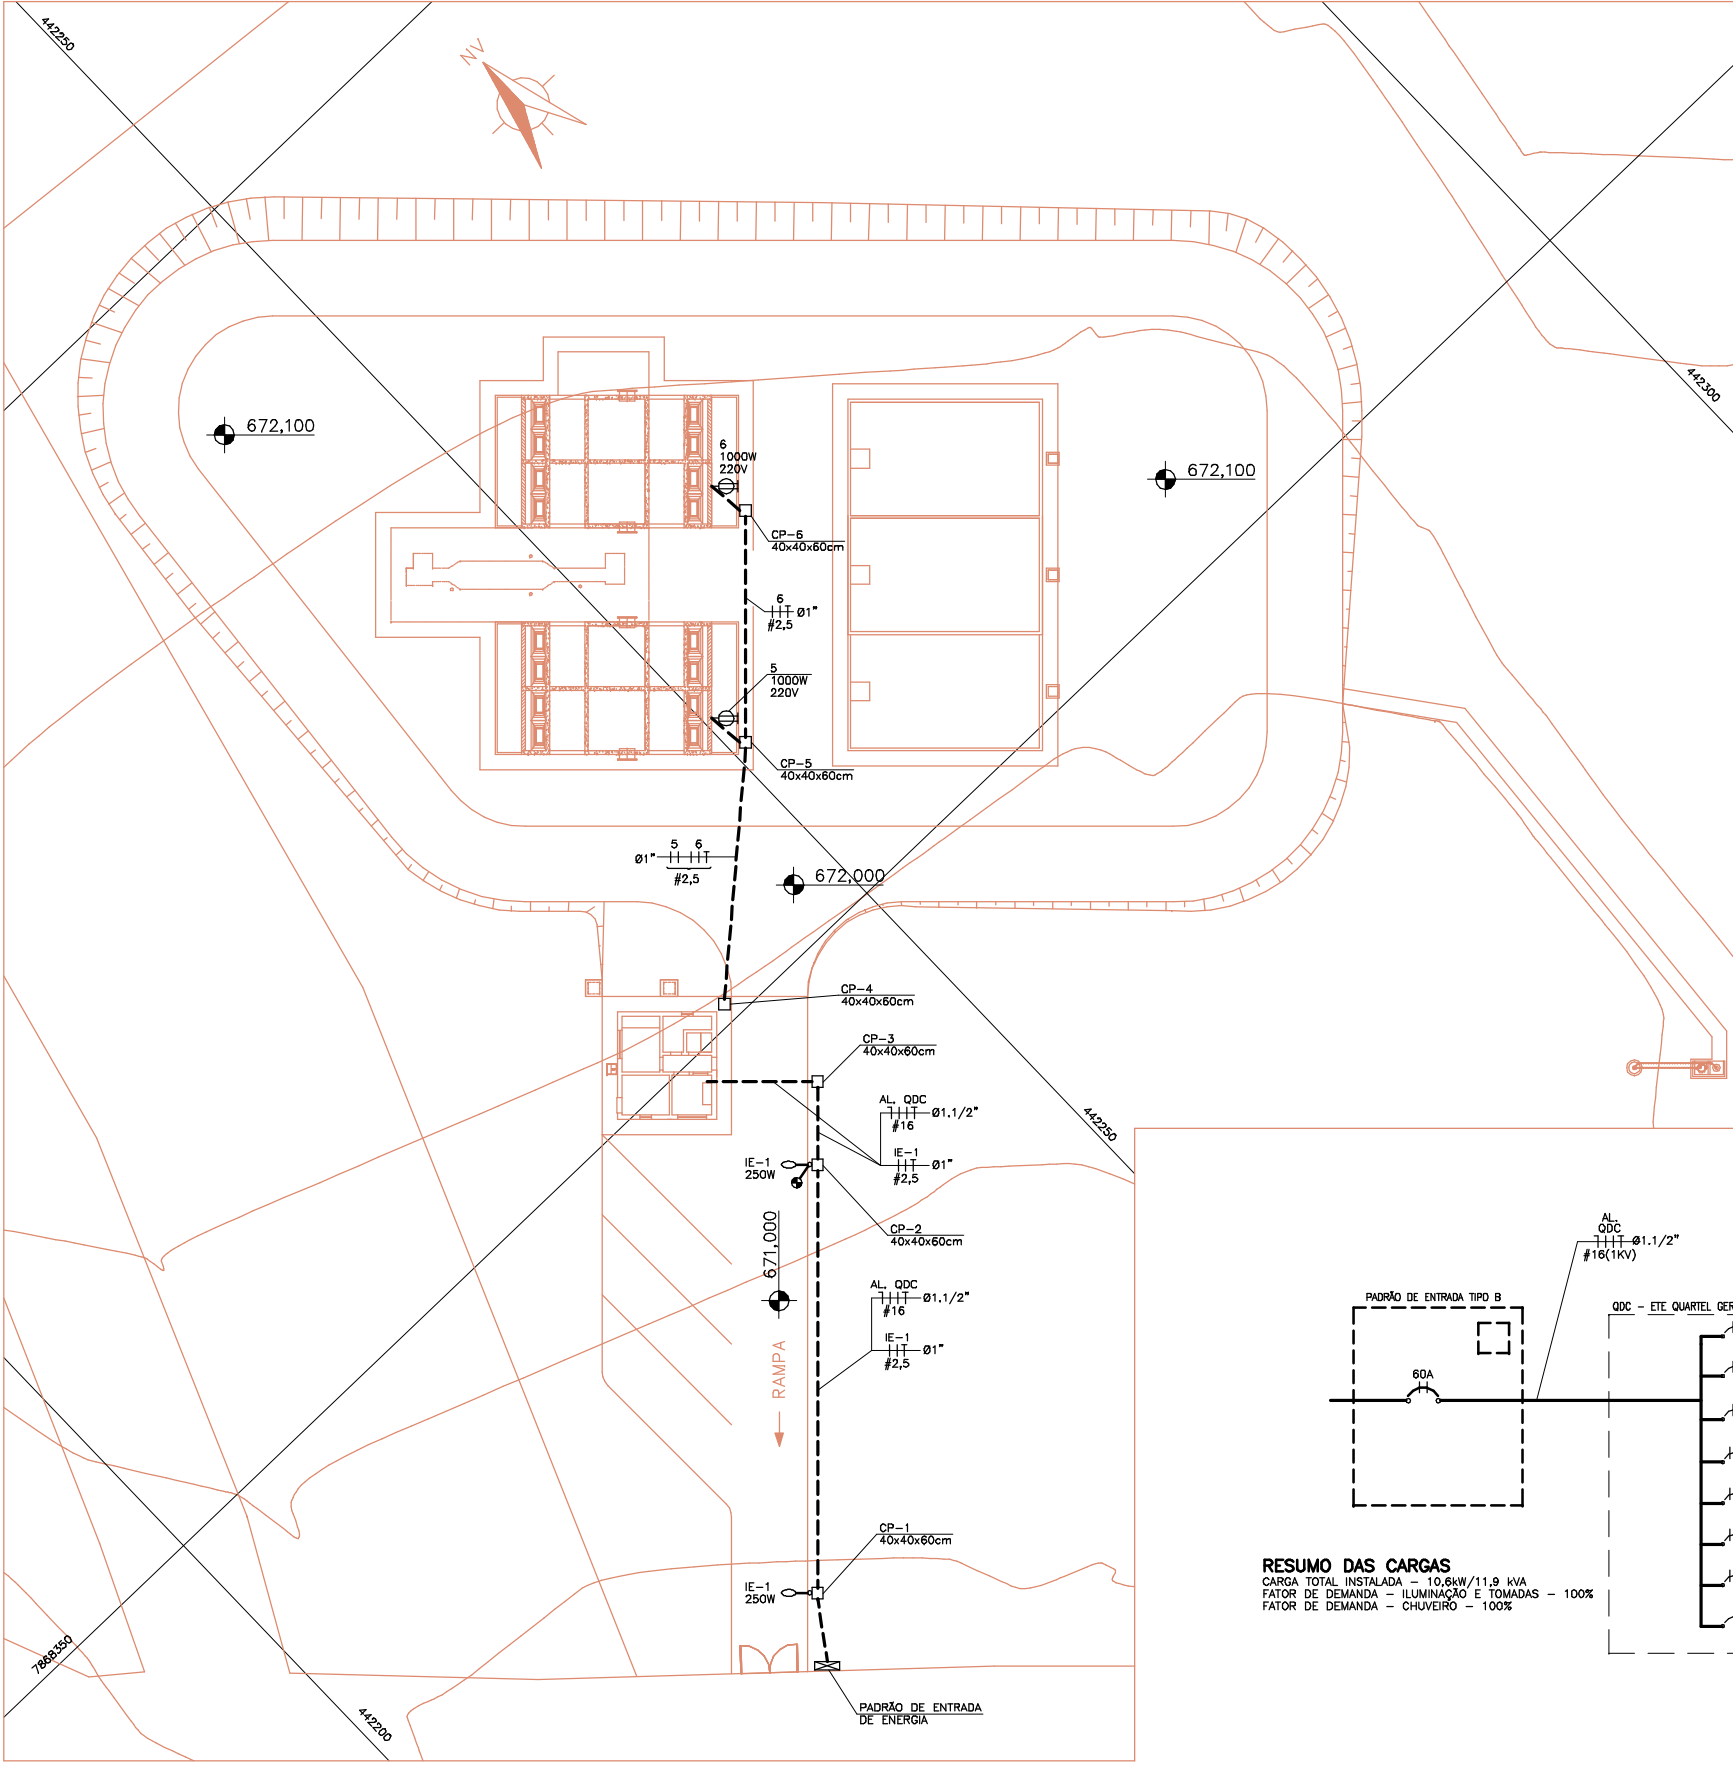 442250
NV
442300
672,100
672,100
6
1000W
220V
CP-6
40x40x60cm
6
Ø1"
#2,5
5
1000W
220V
CP-5
40x40x60cm
5 6
Ø1"
#2,5
672,000
CP-4
40x40x60cm
CP-3
40x40x60cm
AL. QDC
Ø1.1/2"
#16
IE-1
Ø1"
#2,5
442250
IE-1
250W
CP-2
40x40x60cm
671,000
AL. QDC
Ø1.1/2"
#16
IE-1
Ø1"
#2,5
RAMPA
AL.
QDC
Ø1.1/2"
#16(1KV)
PADRÃO DE ENTRADA TIPO B
QDC - ETE QUARTEL GER
60A
CP-1
40x40x60cm
IE-1
250W
RESUMO DAS CARGAS
CARGA TOTAL INSTALADA - 10,6kW/11,9 kVA
FATOR DE DEMANDA - ILUMINAÇÃO E TOMADAS - 100%
FATOR DE DEMANDA - CHUVEIRO - 100%
7868350
442200
PADRÃO DE ENTRADA
DE ENERGIA